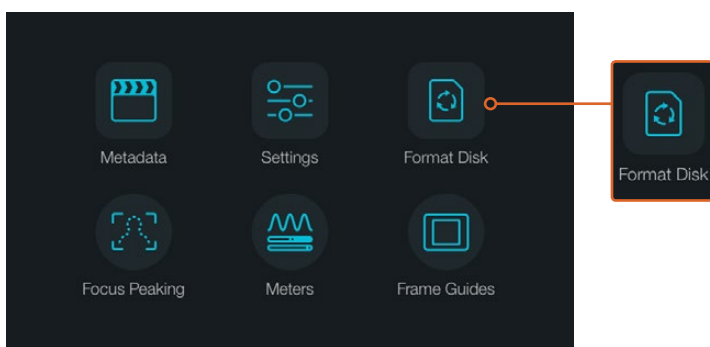 Metadata
Settings
Format Disk
Format Disk
Focus Peaking
Meters
Frame Guides